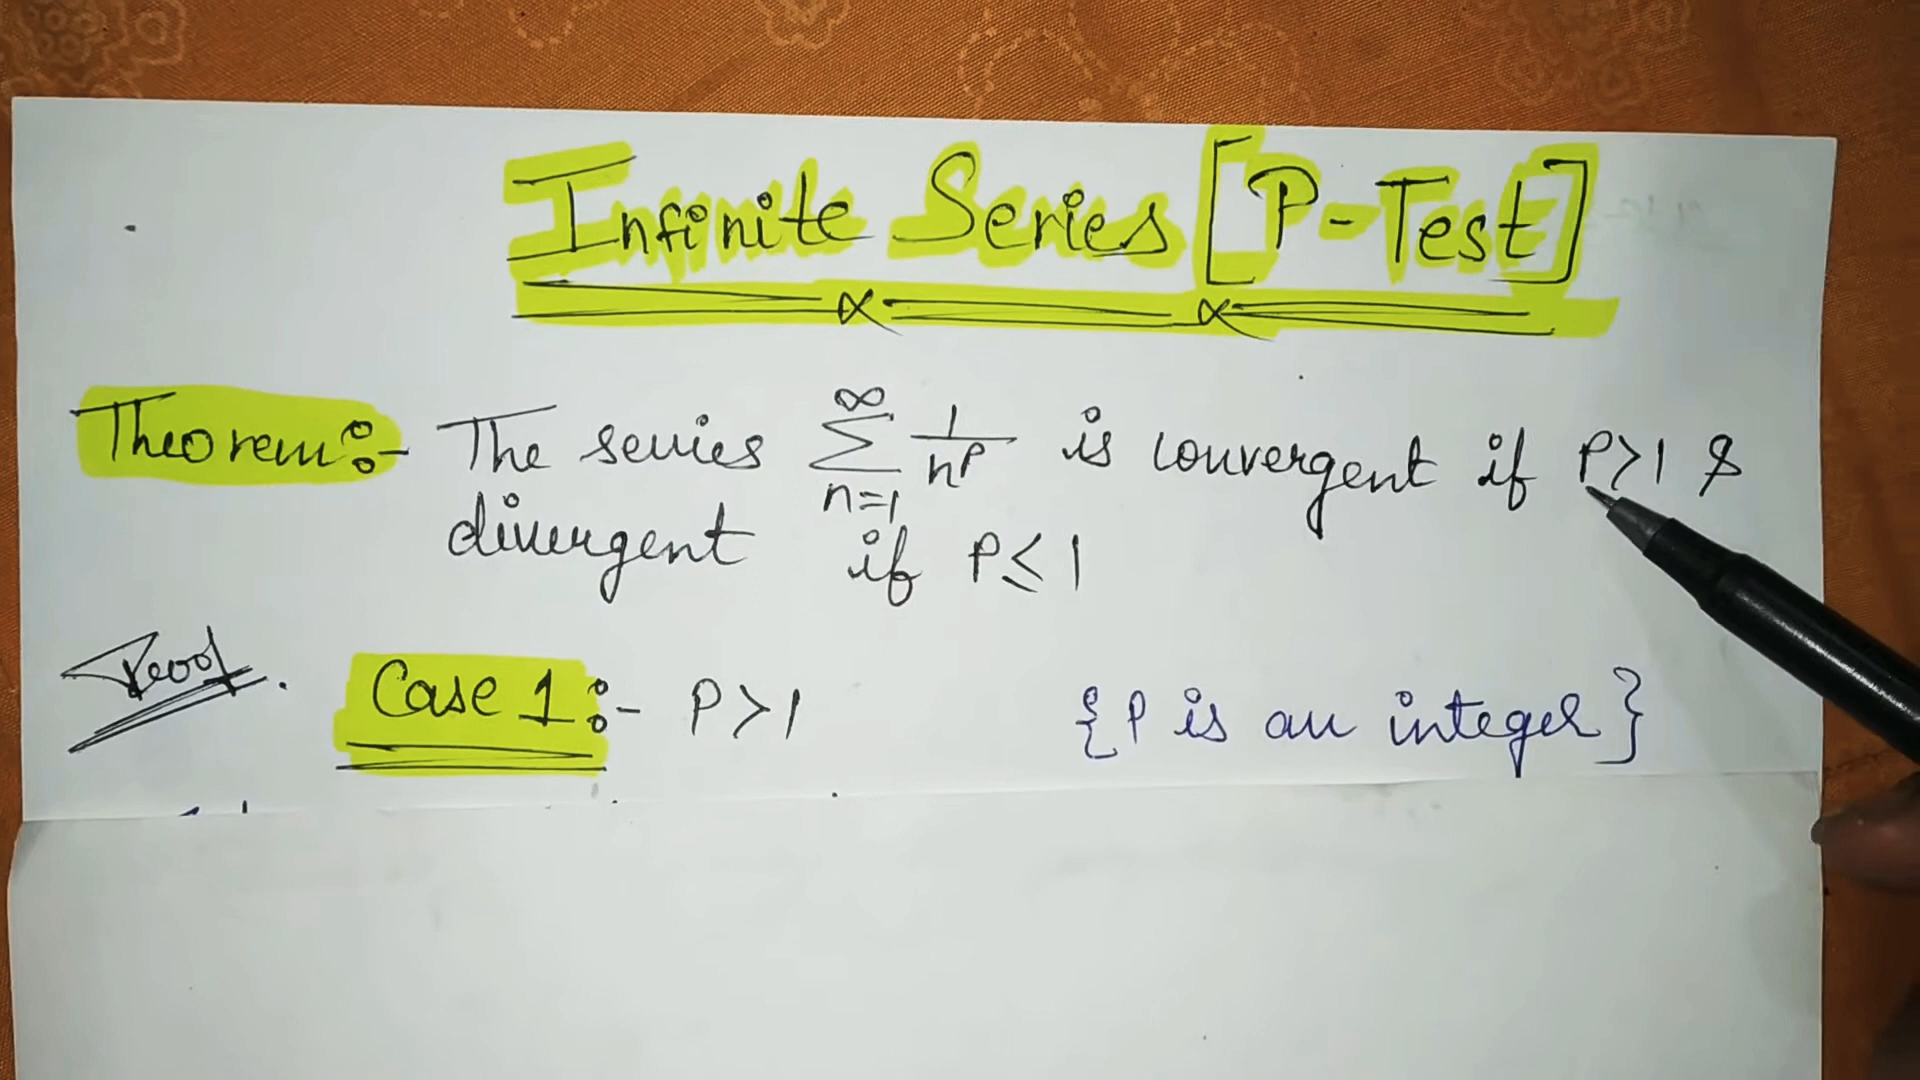 Infinite Series [P-Test]
Theorem:- The series ∞∑n=1 1/n^p is convergent if P>1 &
divergent if P≤1
Proof. Case 1:- P>1 {P is an integer}